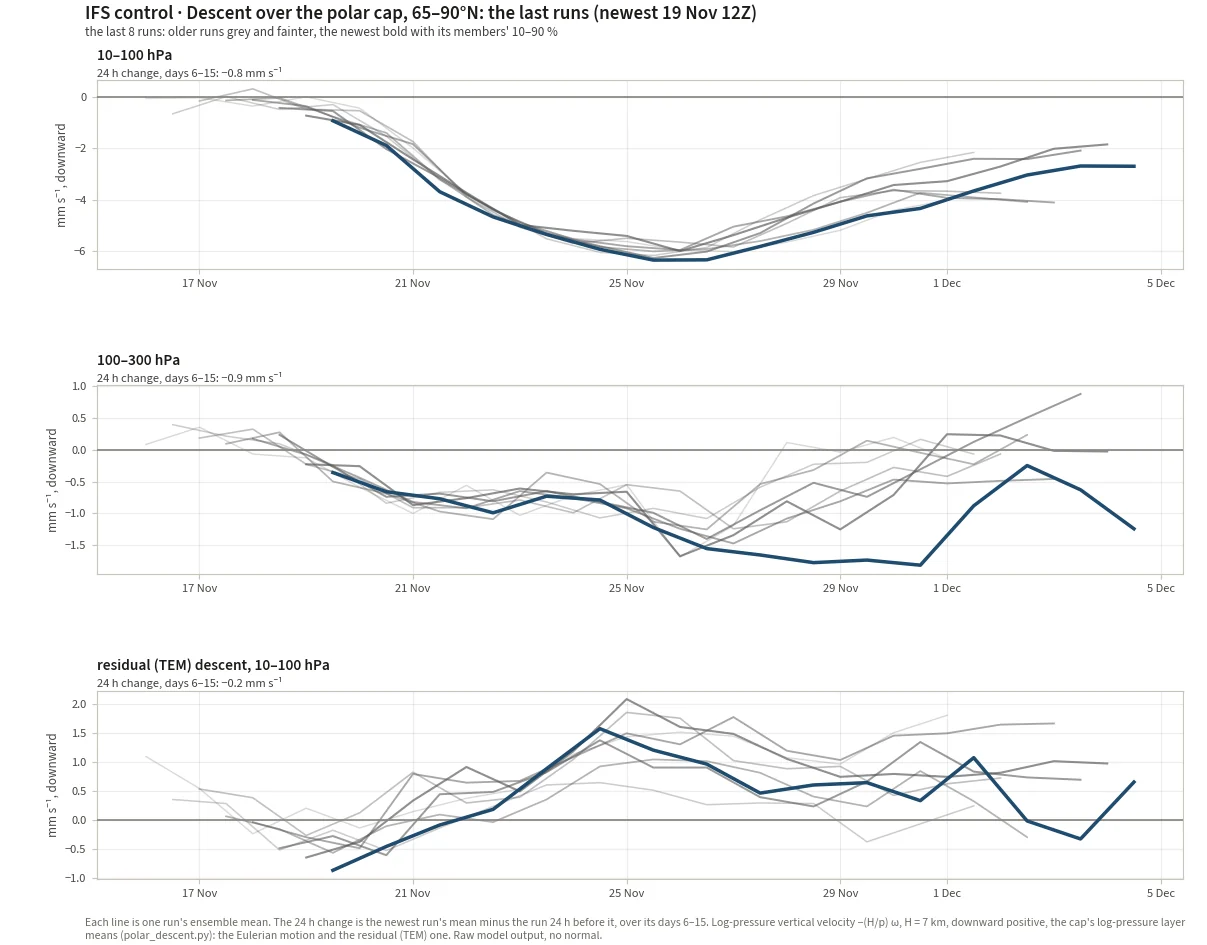 IFS control · Descent over the polar cap, 65–90°N: the last runs (newest 19 Nov 12Z)
the last 8 runs: older runs grey and fainter, the newest bold with its members' 10–90 %
10–100 hPa
24 h change, days 6–15: −0.8 mm s⁻¹
mm s⁻¹, downward
0
−2
−4
−6
17 Nov
21 Nov
25 Nov
29 Nov
1 Dec
5 Dec
100–300 hPa
24 h change, days 6–15: −0.9 mm s⁻¹
mm s⁻¹, downward
1.0
0.5
0.0
−0.5
−1.0
−1.5
17 Nov
21 Nov
25 Nov
29 Nov
1 Dec
5 Dec
residual (TEM) descent, 10–100 hPa
24 h change, days 6–15: −0.2 mm s⁻¹
mm s⁻¹, downward
2.0
1.5
1.0
0.5
0.0
−0.5
−1.0
17 Nov
21 Nov
25 Nov
29 Nov
1 Dec
5 Dec
Each line is one run's ensemble mean. The 24 h change is the newest run's mean minus the run 24 h before it, over its days 6–15. Log-pressure vertical velocity −(H/p) ω, H = 7 km, downward positive, the cap's log-pressure layer
means (polar_descent.py): the Eulerian motion and the residual (TEM) one. Raw model output, no normal.